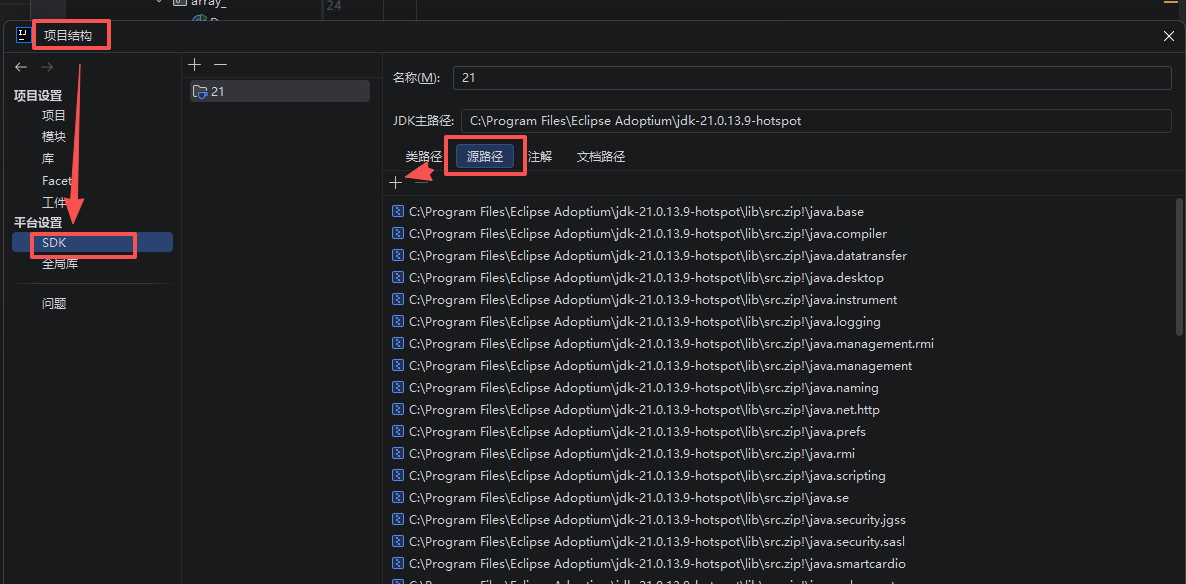 array_
24
项目结构
项目设置
项目
模块
库
Facet
工件
平台设置
SDK
全局库
问题
21
名称(M):
21
JDK主路径:
C:\Program Files\Eclipse Adoptium\jdk-21.0.13.9-hotspot
类路径 源路径 注解 文档路径
C:\Program Files\Eclipse Adoptium\jdk-21.0.13.9-hotspot\lib\src.zip!\java.base
C:\Program Files\Eclipse Adoptium\jdk-21.0.13.9-hotspot\lib\src.zip!\java.compiler
C:\Program Files\Eclipse Adoptium\jdk-21.0.13.9-hotspot\lib\src.zip!\java.datatransfer
C:\Program Files\Eclipse Adoptium\jdk-21.0.13.9-hotspot\lib\src.zip!\java.desktop
C:\Program Files\Eclipse Adoptium\jdk-21.0.13.9-hotspot\lib\src.zip!\java.instrument
C:\Program Files\Eclipse Adoptium\jdk-21.0.13.9-hotspot\lib\src.zip!\java.logging
C:\Program Files\Eclipse Adoptium\jdk-21.0.13.9-hotspot\lib\src.zip!\java.management.rmi
C:\Program Files\Eclipse Adoptium\jdk-21.0.13.9-hotspot\lib\src.zip!\java.management
C:\Program Files\Eclipse Adoptium\jdk-21.0.13.9-hotspot\lib\src.zip!\java.naming
C:\Program Files\Eclipse Adoptium\jdk-21.0.13.9-hotspot\lib\src.zip!\java.net.http
C:\Program Files\Eclipse Adoptium\jdk-21.0.13.9-hotspot\lib\src.zip!\java.prefs
C:\Program Files\Eclipse Adoptium\jdk-21.0.13.9-hotspot\lib\src.zip!\java.rmi
C:\Program Files\Eclipse Adoptium\jdk-21.0.13.9-hotspot\lib\src.zip!\java.scripting
C:\Program Files\Eclipse Adoptium\jdk-21.0.13.9-hotspot\lib\src.zip!\java.se
C:\Program Files\Eclipse Adoptium\jdk-21.0.13.9-hotspot\lib\src.zip!\java.security.jgss
C:\Program Files\Eclipse Adoptium\jdk-21.0.13.9-hotspot\lib\src.zip!\java.security.sasl
C:\Program Files\Eclipse Adoptium\jdk-21.0.13.9-hotspot\lib\src.zip!\java.smartcardio